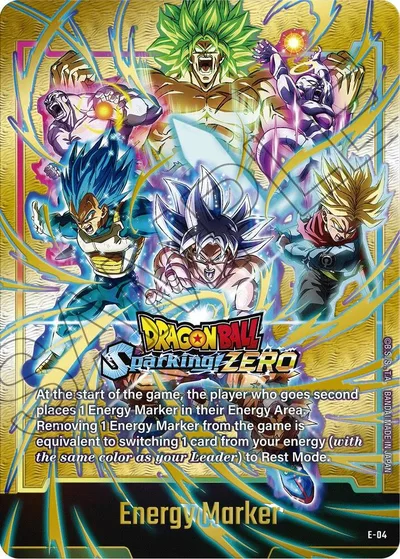 DRAGON BALL
Sparking! ZERO
At the start of the game, the player who goes second
places 1 Energy Marker in their Energy Area.
Removing 1 Energy Marker from the game is
equivalent to switching 1 card from your energy (with
the same color as your Leader) to Rest Mode.
Energy Marker
E-04
©B.S./S.,T.A. BANDAI MADE IN JAPAN